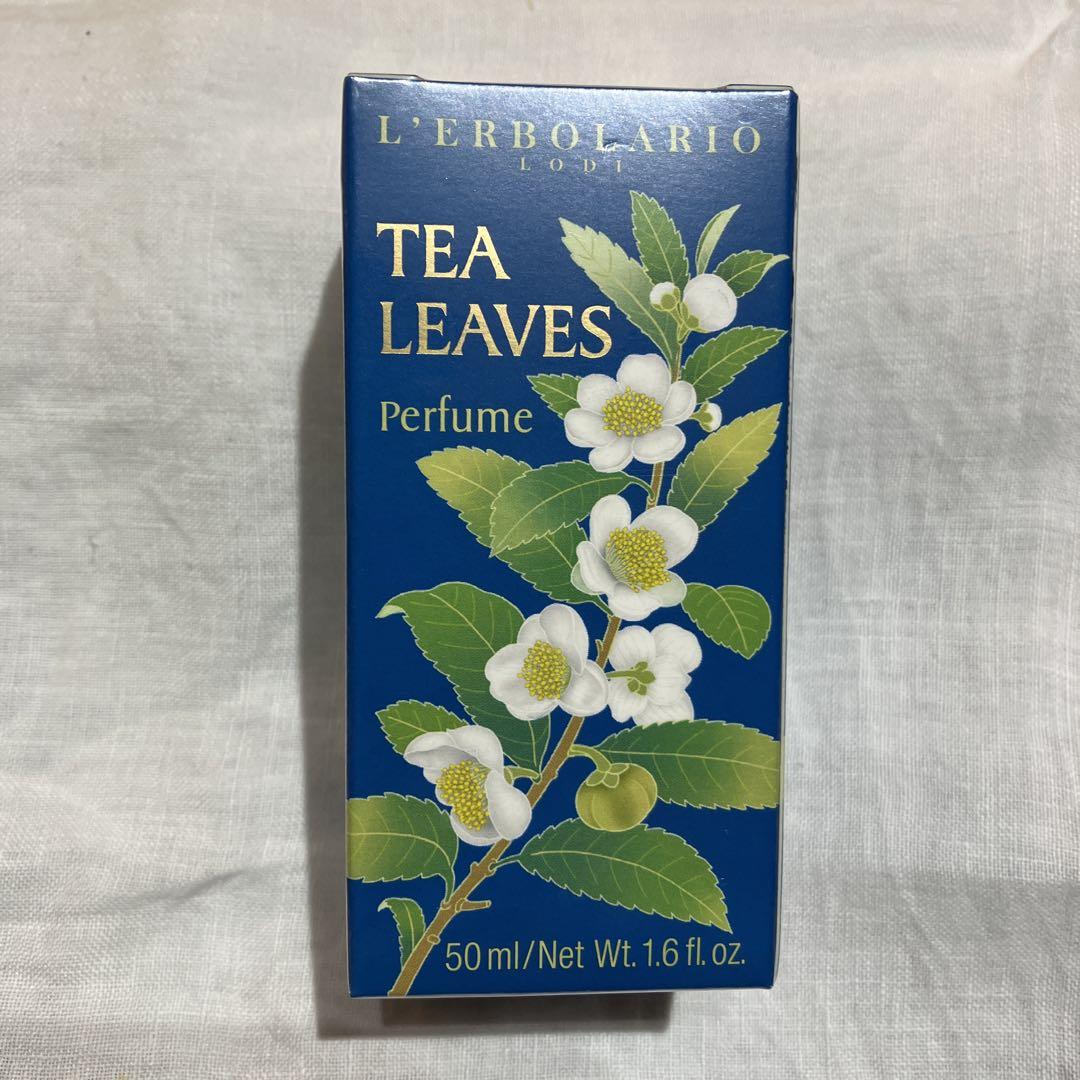 L'ERBOLARIO
LODI
TEA
LEAVES
Perfume
50 ml/Net Wt. 1.6 fl. oz.